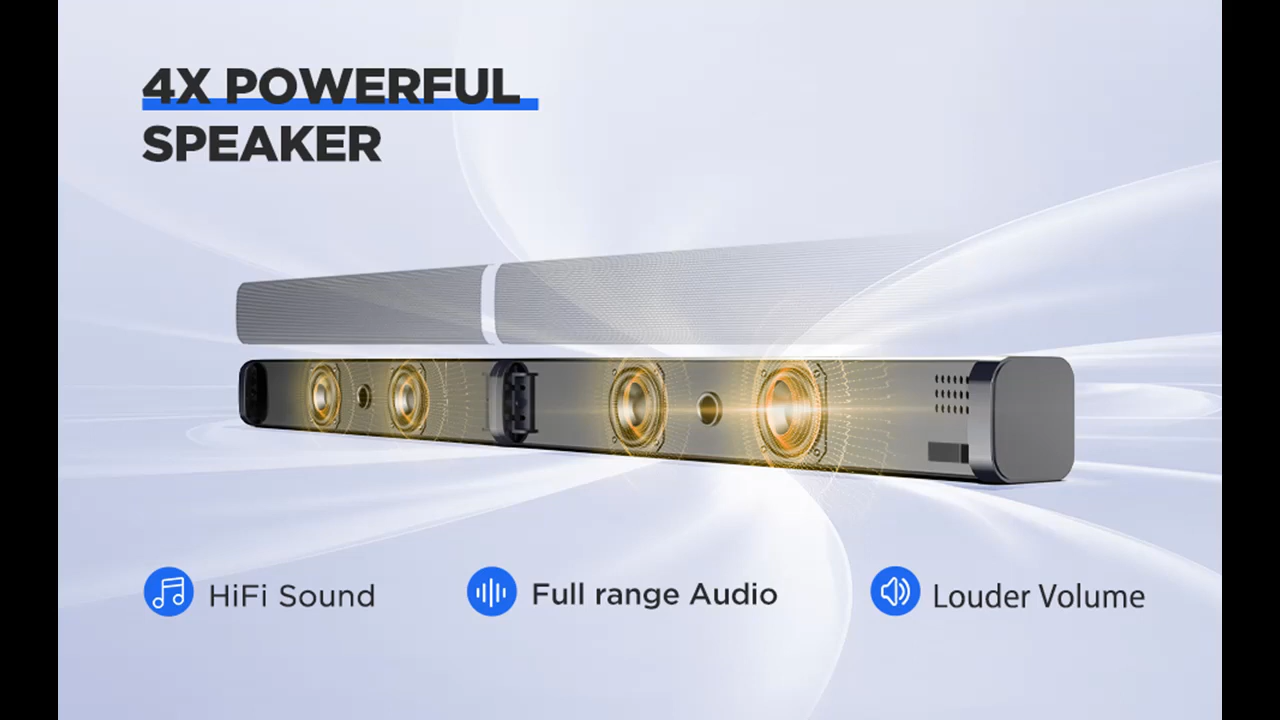 4X POWERFUL
SPEAKER
HiFi Sound
Full range Audio
Louder Volume